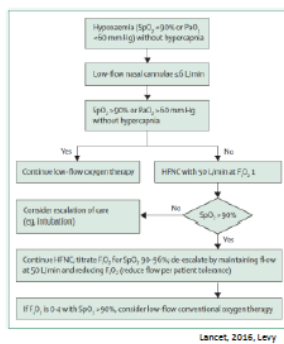 Hypoxaemia (SpO₂ <90% or PaO₂
<60 mm Hg) without hypercapnia
Low-flow nasal cannulae ≤6 L/min
SpO₂ >90% or PaO₂ >60 mm Hg
without hypercapnia
Yes
No
Continue low-flow oxygen therapy
HFNC with 50 L/min at FᵢO₂ 1
Consider escalation of care
(eg, intubation)
No
SpO₂ >90%
Yes
Continue HFNC, titrate FᵢO₂ for SpO₂ 90–96%; de-escalate by maintaining flow
at 50 L/min and reducing FᵢO₂ (reduce flow per patient tolerance)
If FᵢO₂ is 0·4 with SpO₂ >90%, consider low-flow conventional oxygen therapy
Lancet, 2016, Levy